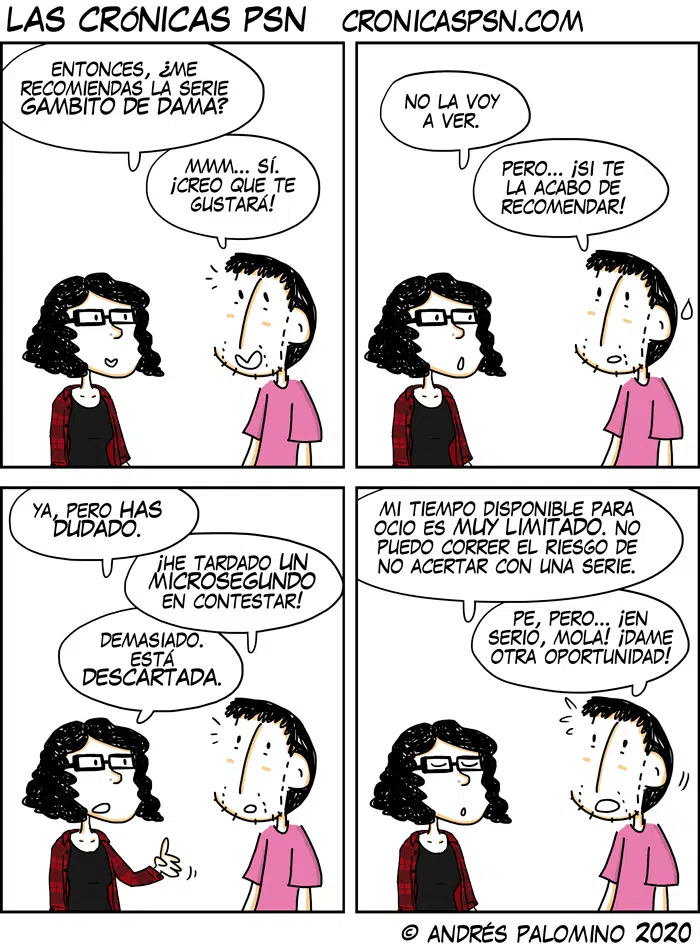 LAS CRÓNICAS PSN CRONICASPSN.COM
ENTONCES, ¿ME
RECOMIENDAS LA SERIE
GAMBITO DE DAMA?
MMM... SÍ.
¡CREO QUE TE
GUSTARÁ!
NO LA VOY
A VER.
PERO... ¡SI TE
LA ACABO DE
RECOMENDAR!
YA, PERO HAS
DUDADO.
¡HE TARDADO UN
MICROSEGUNDO
EN CONTESTAR!
DEMASIADO.
ESTÁ
DESCARTADA.
MI TIEMPO DISPONIBLE PARA
OCIO ES MUY LIMITADO. NO
PUEDO CORRER EL RIESGO DE
NO ACERTAR CON UNA SERIE.
PE, PERO... ¡EN
SERIO, MOLA! ¡DAME
OTRA OPORTUNIDAD!
© ANDRÉS PALOMINO 2020